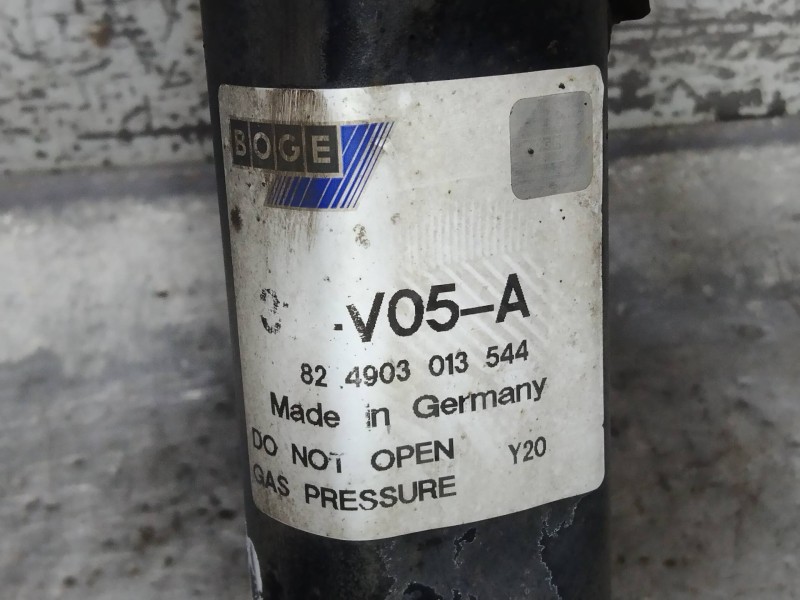 BOGE
-V05-A
82 4903 013 544
Made in Germany
DO NOT OPEN Y20
GAS PRESSURE